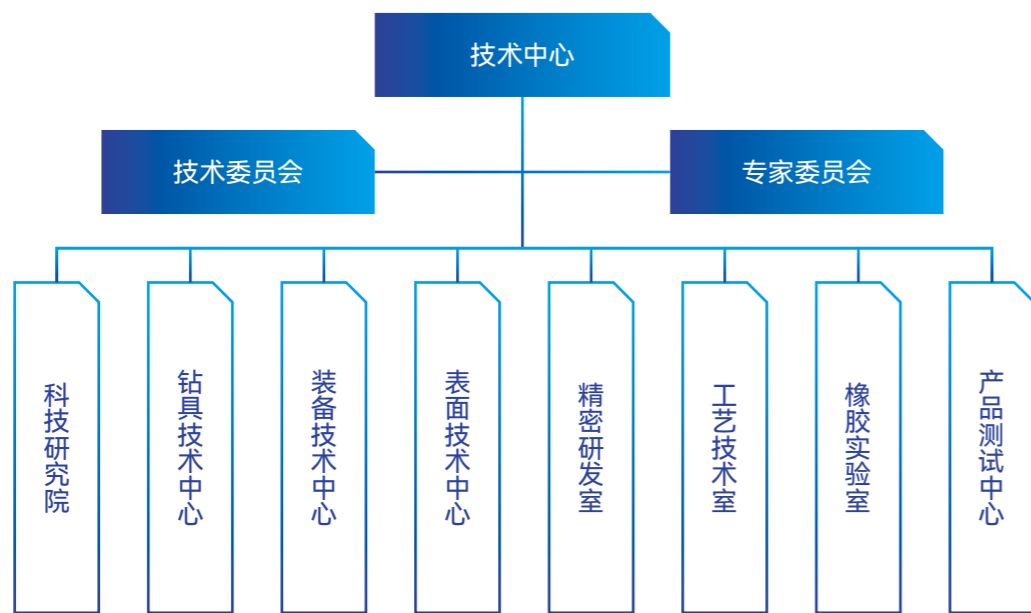 技术中心
技术委员会
专家委员会
科技研究院
钻具技术中心
装备技术中心
表面技术中心
精密研发室
工艺技术室
橡胶实验室
产品测试中心